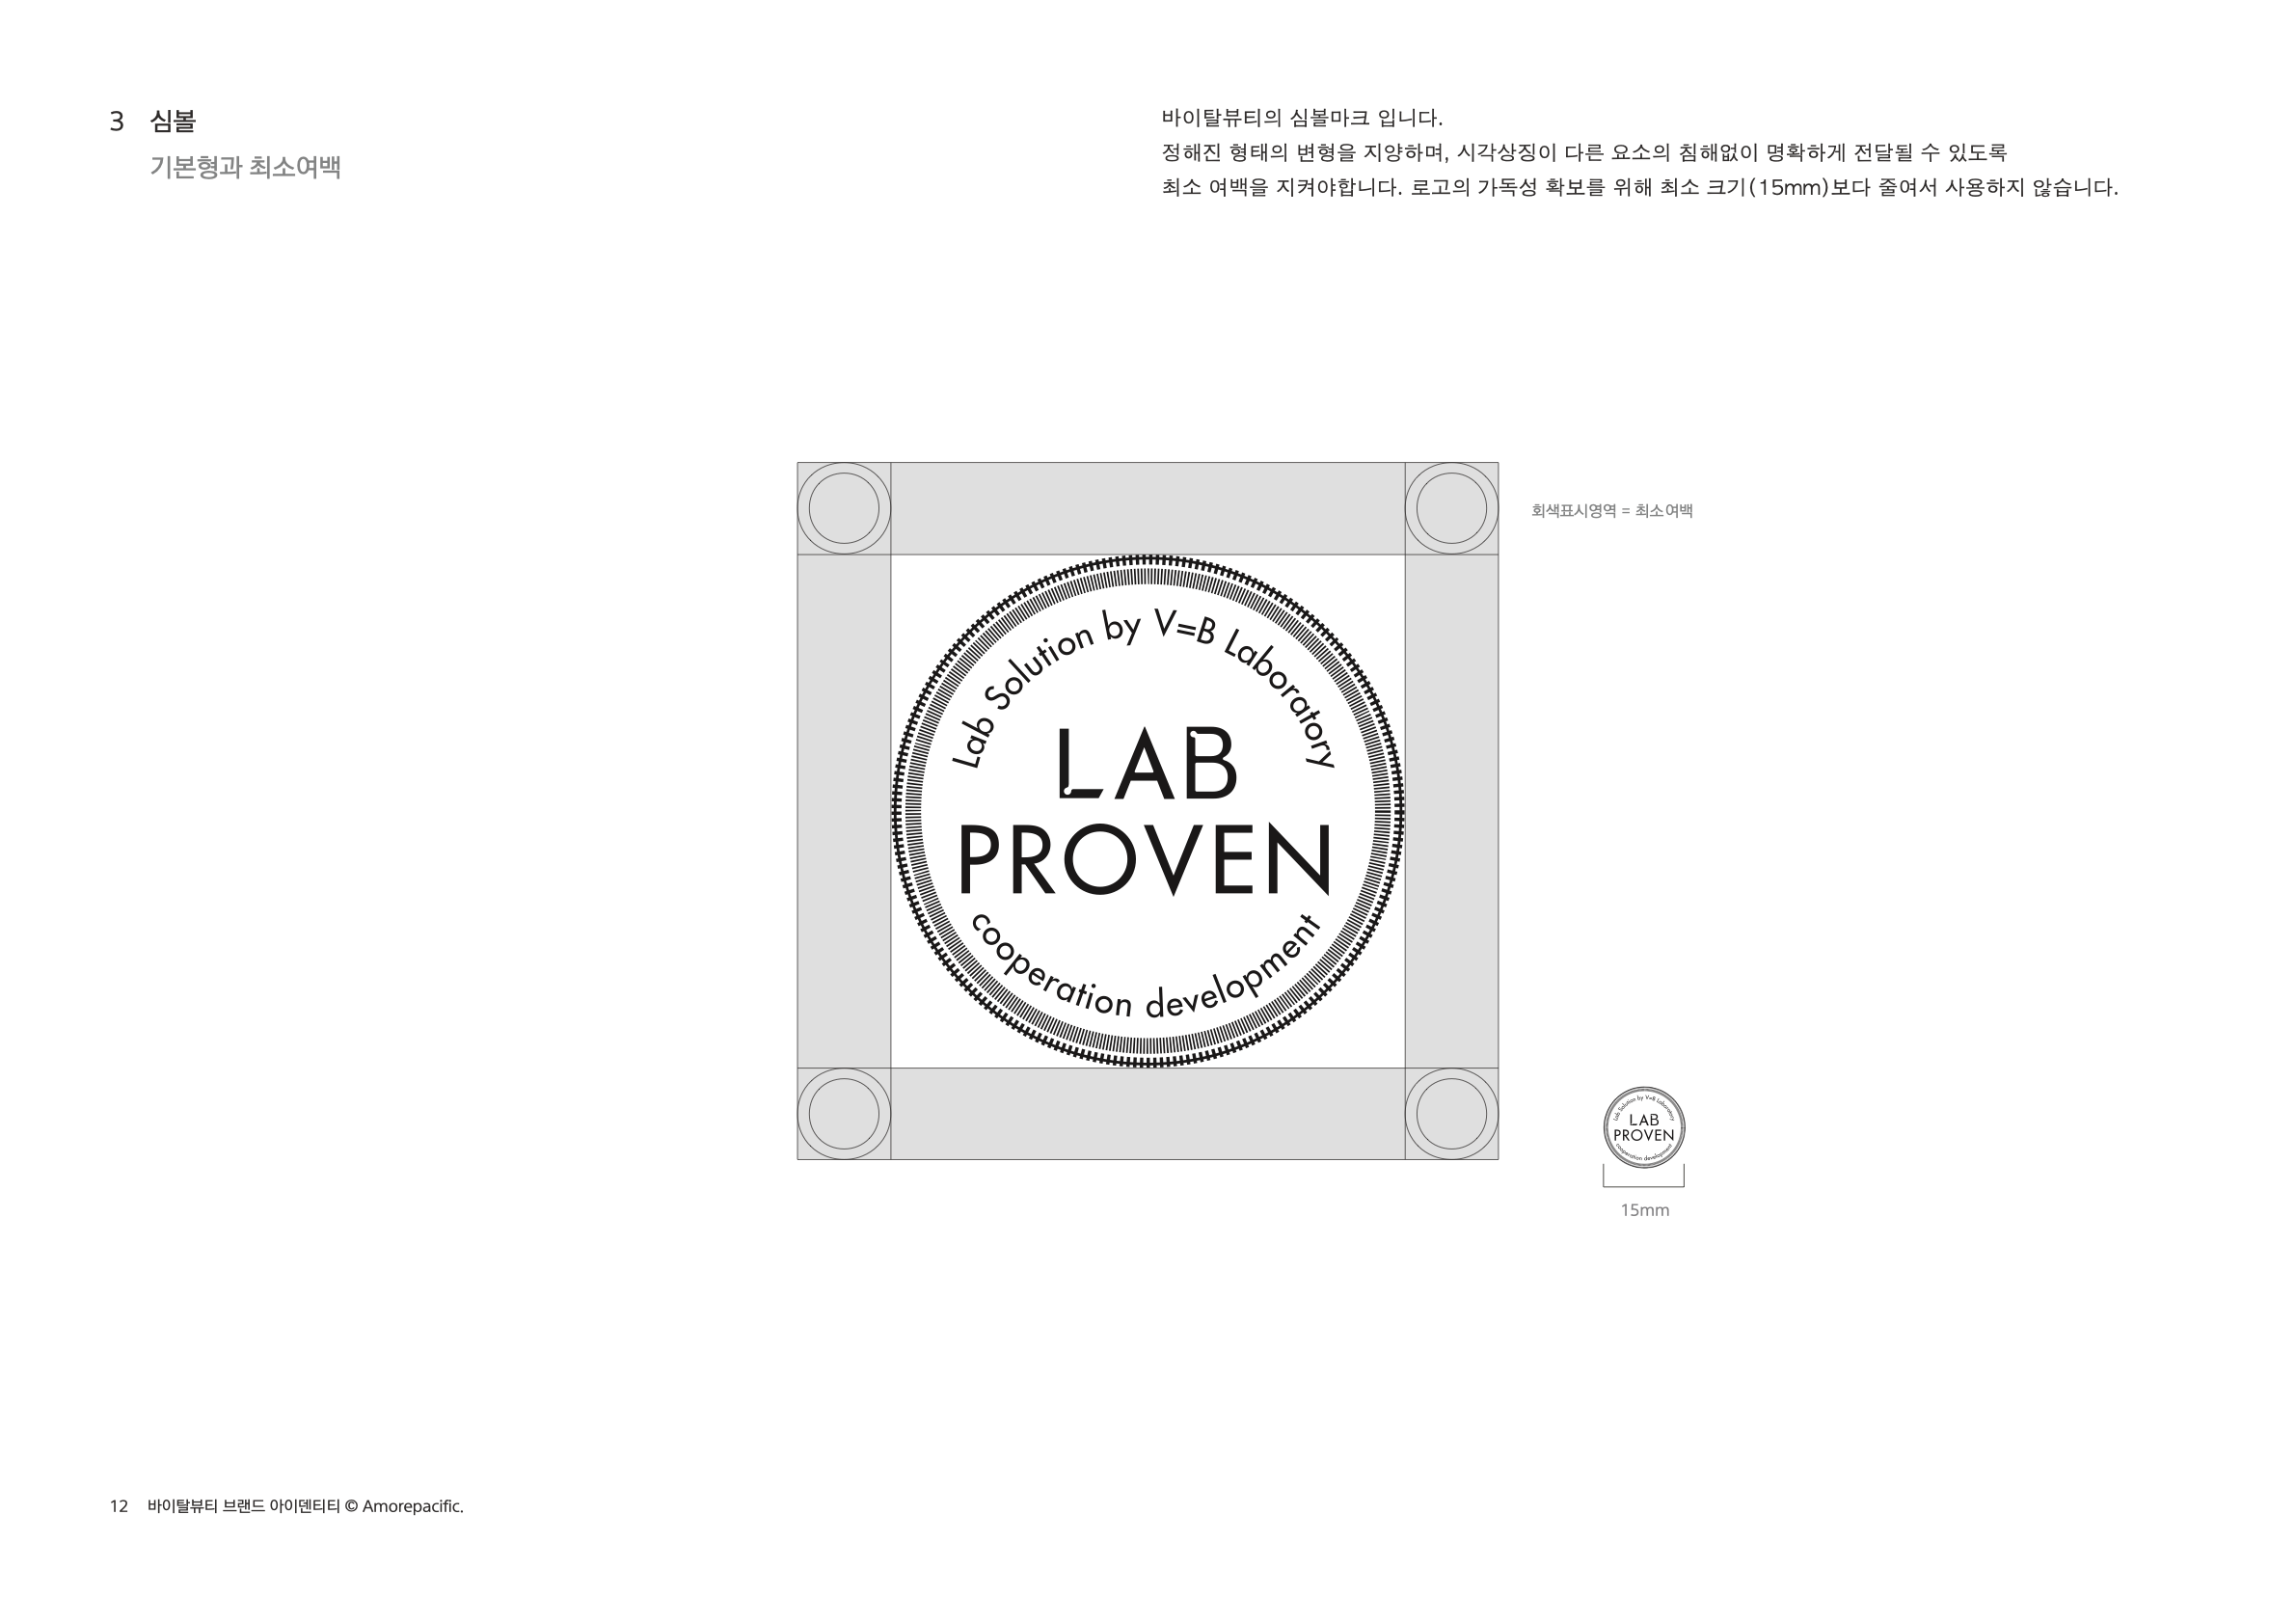 3 심볼
기본형과 최소여백
바이탈뷰티의 심볼마크 입니다.
정해진 형태의 변형을 지양하며, 시각상징이 다른 요소의 침해없이 명확하게 전달될 수 있도록
최소 여백을 지켜야합니다. 로고의 가독성 확보를 위해 최소 크기(15mm)보다 줄여서 사용하지 않습니다.
회색표시영역 = 최소여백
Lab Solution by V=B Laboratory
LAB
PROVEN
cooperation development
Lab Solution by V=B Laboratory
LAB
PROVEN
cooperation development
15mm
12 바이탈뷰티 브랜드 아이덴티티 © Amorepacific.